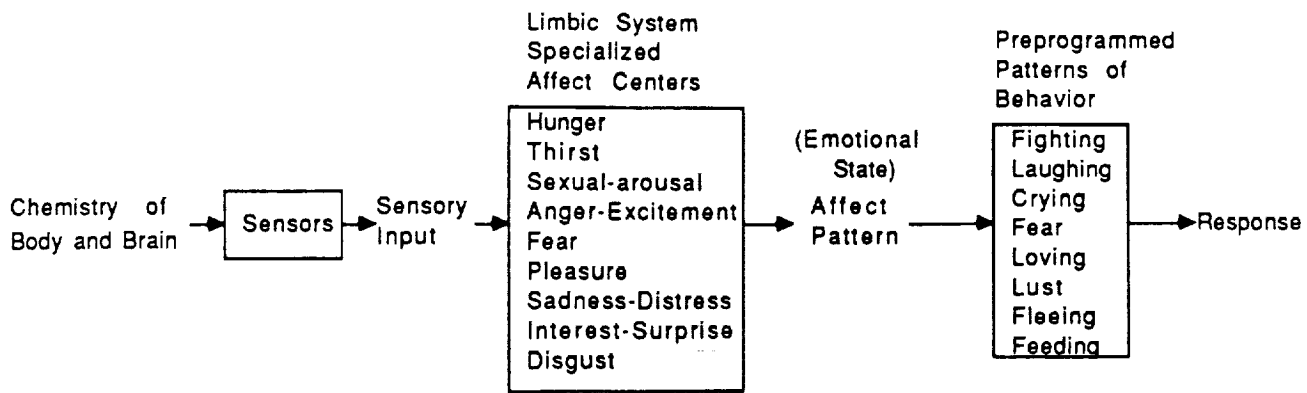 Chemistry of
Body and Brain
Sensors
Sensory
Input
Limbic System
Specialized
Affect Centers
Hunger
Thirst
Sexual-arousal
Anger-Excitement
Fear
Pleasure
Sadness-Distress
Interest-Surprise
Disgust
(Emotional
State)
Affect
Pattern
Preprogrammed
Patterns of
Behavior
Fighting
Laughing
Crying
Fear
Loving
Lust
Fleeing
Feeding
Response